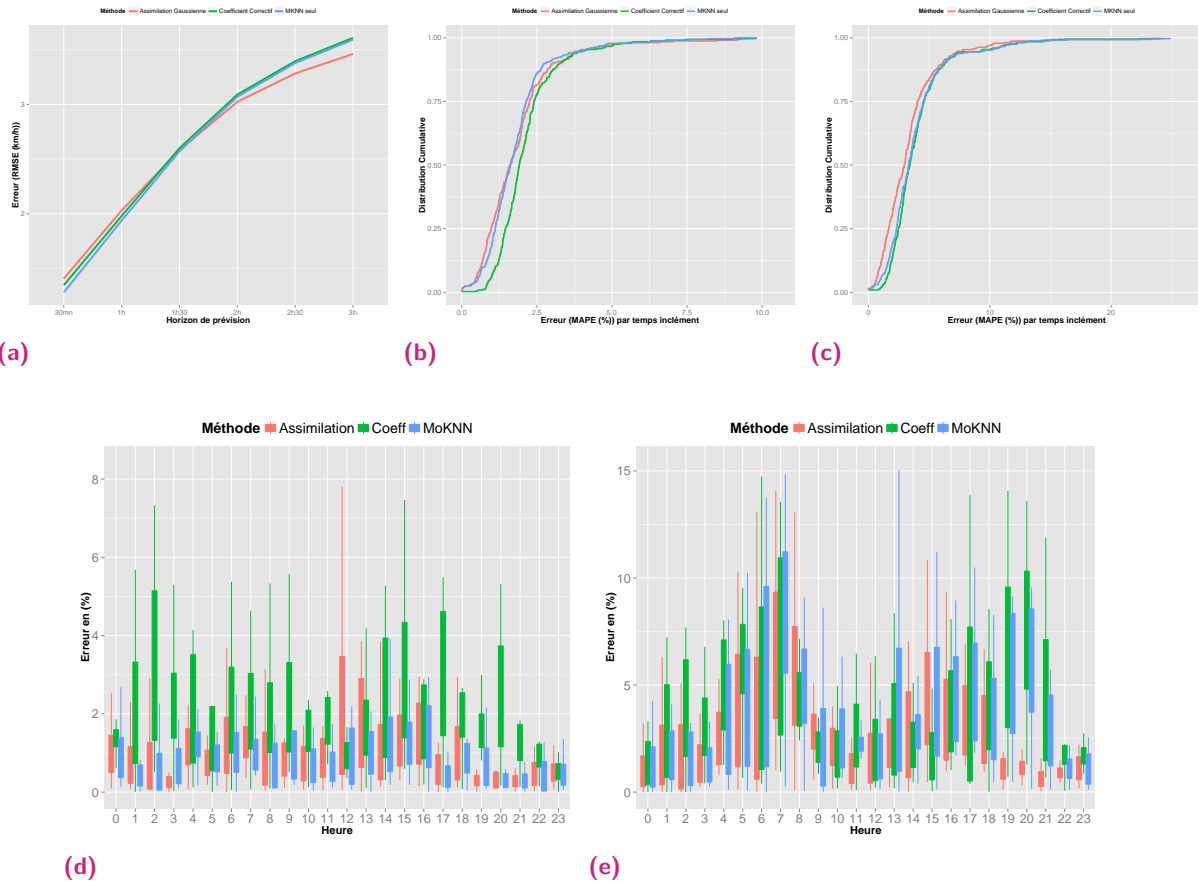 Méthode Assimilation Gaussienne Coefficient Correctif MKNN seul
Erreur (RMSE (km/h))
3
2
30mn 1h 1h30 2h 2h30 3h
Horizon de prévision
(a)
Méthode Assimilation Gaussienne Coefficient Correctif MKNN seul
Distribution Cumulative
1.00
0.75
0.50
0.25
0.00
0.0 2.5 5.0 7.5 10.0
Erreur (MAPE (%)) par temps inclément
(b)
Méthode Assimilation Gaussienne Coefficient Correctif MKNN seul
Distribution Cumulative
1.00
0.75
0.50
0.25
0.00
0 10 20
Erreur (MAPE (%)) par temps inclément
(c)
Méthode Assimilation Coeff MoKNN
Erreur en (%)
8
6
4
2
0
0 1 2 3 4 5 6 7 8 9 10 11 12 13 14 15 16 17 18 19 20 21 22 23
Heure
(d)
Méthode Assimilation Coeff MoKNN
Erreur en (%)
15
10
5
0
0 1 2 3 4 5 6 7 8 9 10 11 12 13 14 15 16 17 18 19 20 21 22 23
Heure
(e)